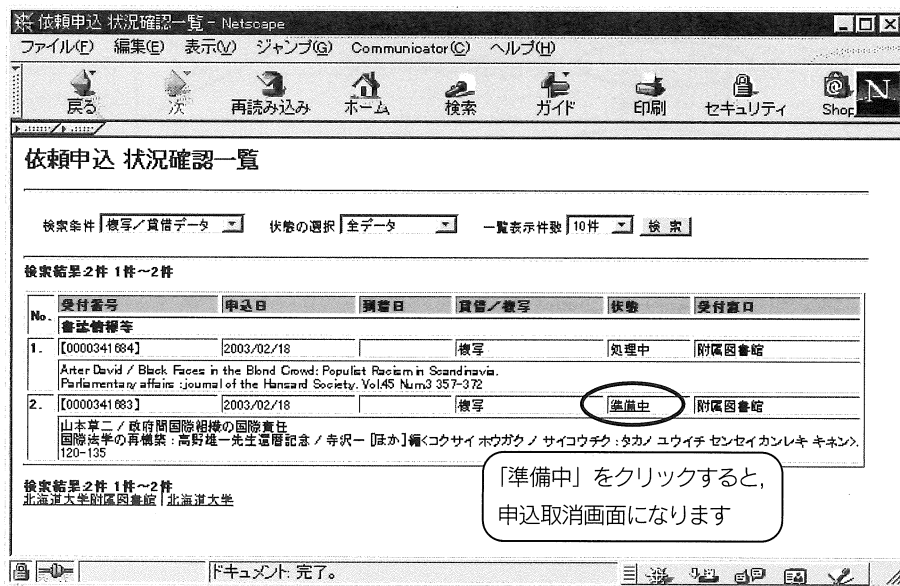 依頼申込 状況確認一覧 - Netscape
ファイル(F) 編集(E) 表示(V) ジャンプ(G) Communicator(C) ヘルプ(H)
戻る 次 再読み込み ホーム 検索 ガイド 印刷 セキュリティ Shop N
依頼申込 状況確認一覧
検索条件 複写／貸借データ 状態の選択 全データ 一覧表示件数 10件 検索
検索結果:2件 1件～2件
No. 受付番号 申込日 到着日 貸借／複写 状態 受付窓口
書誌情報等
1. 【0000341684】 2003/02/18 複写 処理中 附属図書館
Arter David / Black Faces in the Blond Crowd: Populist Racism in Scandinavia.
Parliamentary affairs :journal of the Hansard Society. Vol.45 Num.3 357-372
2. 【0000341683】 2003/02/18 複写 準備中 附属図書館
山本草二 / 政府間国際組様の国際責任
国際法学の再構築 : 高野雄一先生還暦記念 / 寺沢一 [ほか]編<コクサイ ホウガク ノ サイコウチク : タカノ ユウイチ センセイ カンレキ キネン>.
120-135
「準備中」をクリックすると，
申込取消画面になります
検索結果:2件 1件～2件
北海道大学附属図書館 | 北海道大学
ドキュメント: 完了。